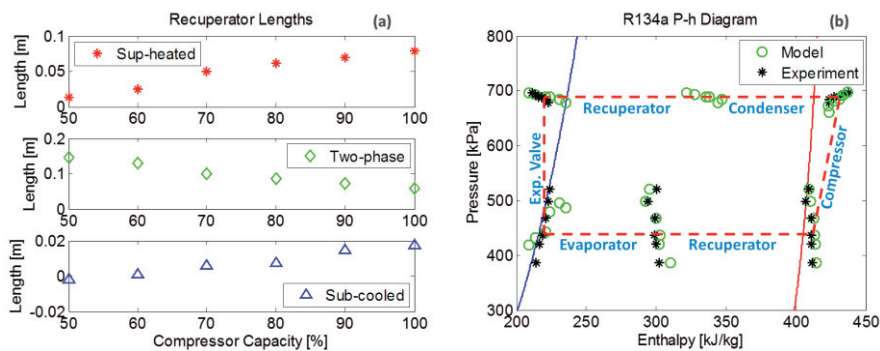 Recuperator Lengths
(a)
Length [m]
0.1
0.05
0
Sup-heated
50 60 70 80 90 100
Length [m]
0.2
0.1
0
Two-phase
50 60 70 80 90 100
Length [m]
0.02
0
-0.02
Sub-cooled
50 60 70 80 90 100
Compressor Capacity [%]
R134a P-h Diagram
(b)
Pressure [kPa]
800
700
600
500
400
300
Model
Experiment
Recuperator Condenser
Exp. Valve
Compressor
Evaporator Recuperator
200 250 300 350 400 450
Enthalpy [kJ/kg]